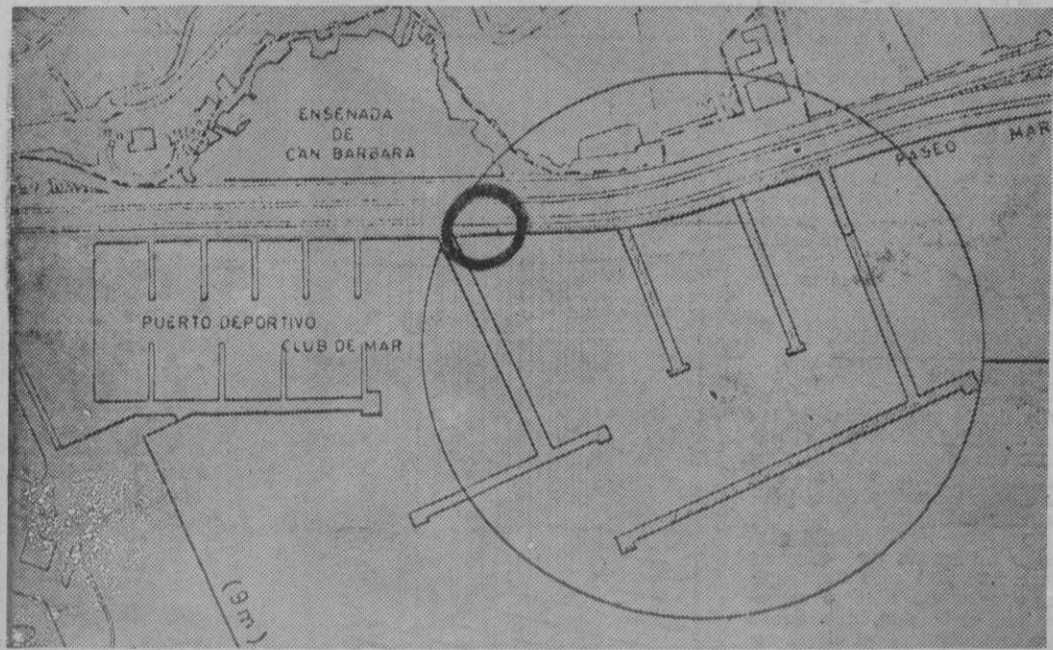 ENSENADA
DE
CAN BARBARA
PASEO MAR
PUERTO DEPORTIVO
CLUB DE MAR
(9m)